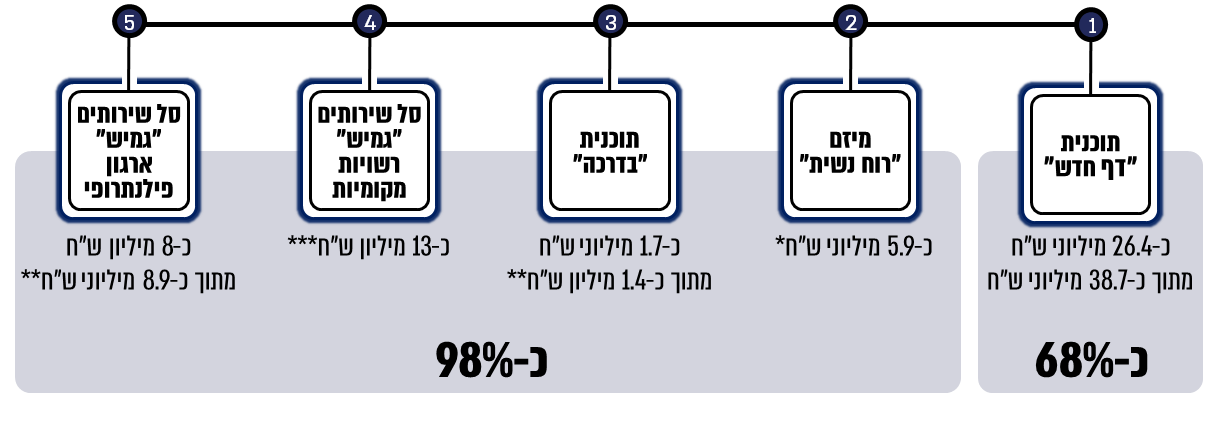 1
תוכנית
"דף חדש"
כ-26.4 מיליוני ש"ח
מתוך כ-38.7 מיליוני ש"ח
כ-68%
2
מיזם
"רוח נשית"
כ-5.9 מיליוני ש"ח*
3
תוכנית
"בדרכה"
כ-1.7 מיליוני ש"ח
מתוך כ-1.4 מיליון ש"ח**
4
סל שירותים
"גמיש"
רשויות
מקומיות
כ-13 מיליון ש"ח***
5
סל שירותים
"גמיש"
ארגון
פילנתרופי
כ-8 מיליון ש"ח
מתוך כ-8.9 מיליוני ש"ח**
כ-98%